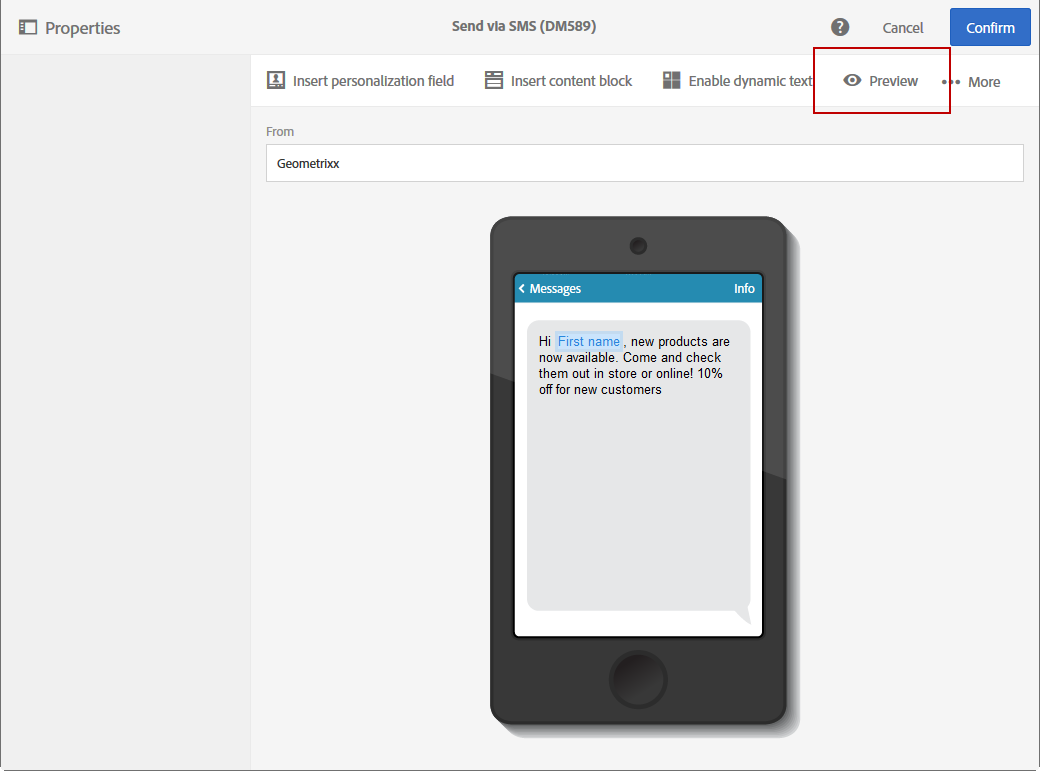 Properties
Send via SMS (DM589)
?
Cancel
Confirm
Insert personalization field
Insert content block
Enable dynamic text
Preview
More
From
Geometrixx
Messages
Info
Hi First name , new products are
now available. Come and check
them out in store or online! 10%
off for new customers